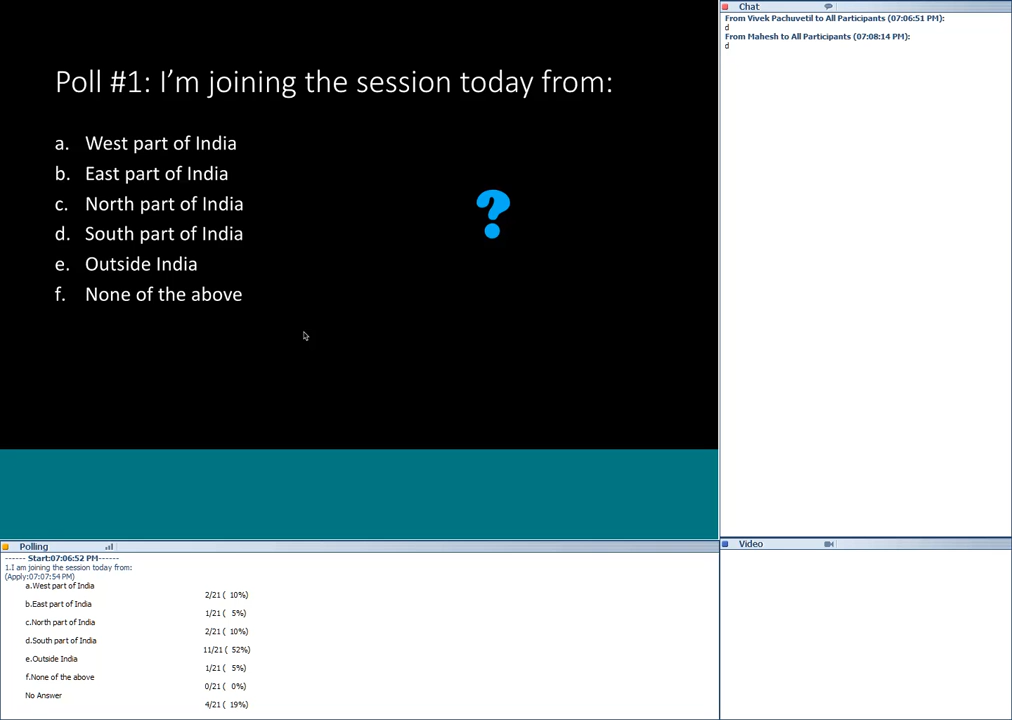 Poll #1: I’m joining the session today from:
a. West part of India
b. East part of India
c. North part of India
d. South part of India
e. Outside India
f. None of the above
?
Chat
From Vivek Pachuvetil to All Participants (07:06:51 PM):
d
From Mahesh to All Participants (07:08:14 PM):
d
Polling
------ Start:07:06:52 PM------
1.I am joining the session today from:
(Apply:07:07:54 PM)
a.West part of India
2/21 ( 10%)
b.East part of India
1/21 ( 5%)
c.North part of India
2/21 ( 10%)
d.South part of India
11/21 ( 52%)
e.Outside India
1/21 ( 5%)
f.None of the above
0/21 ( 0%)
No Answer
4/21 ( 19%)
Video